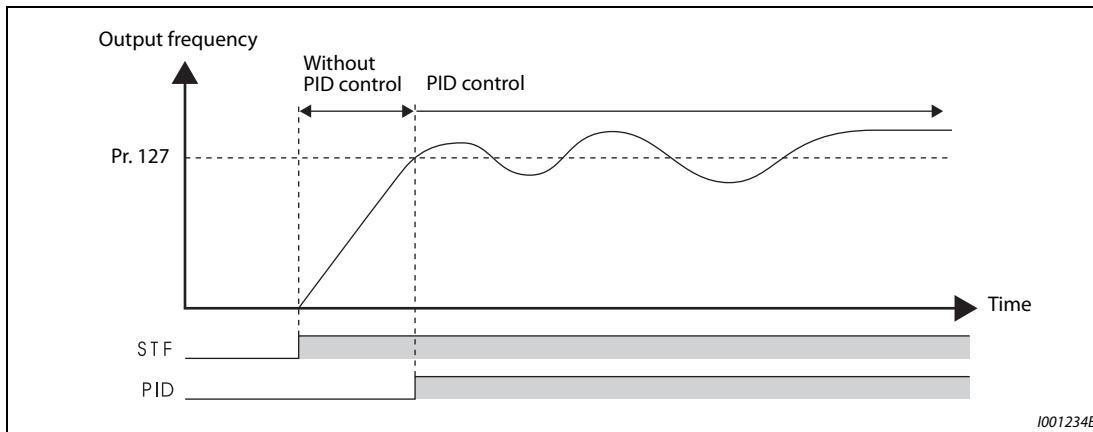 Output frequency
Without
PID control
PID control
Pr. 127
Time
STF
PID
I001234E